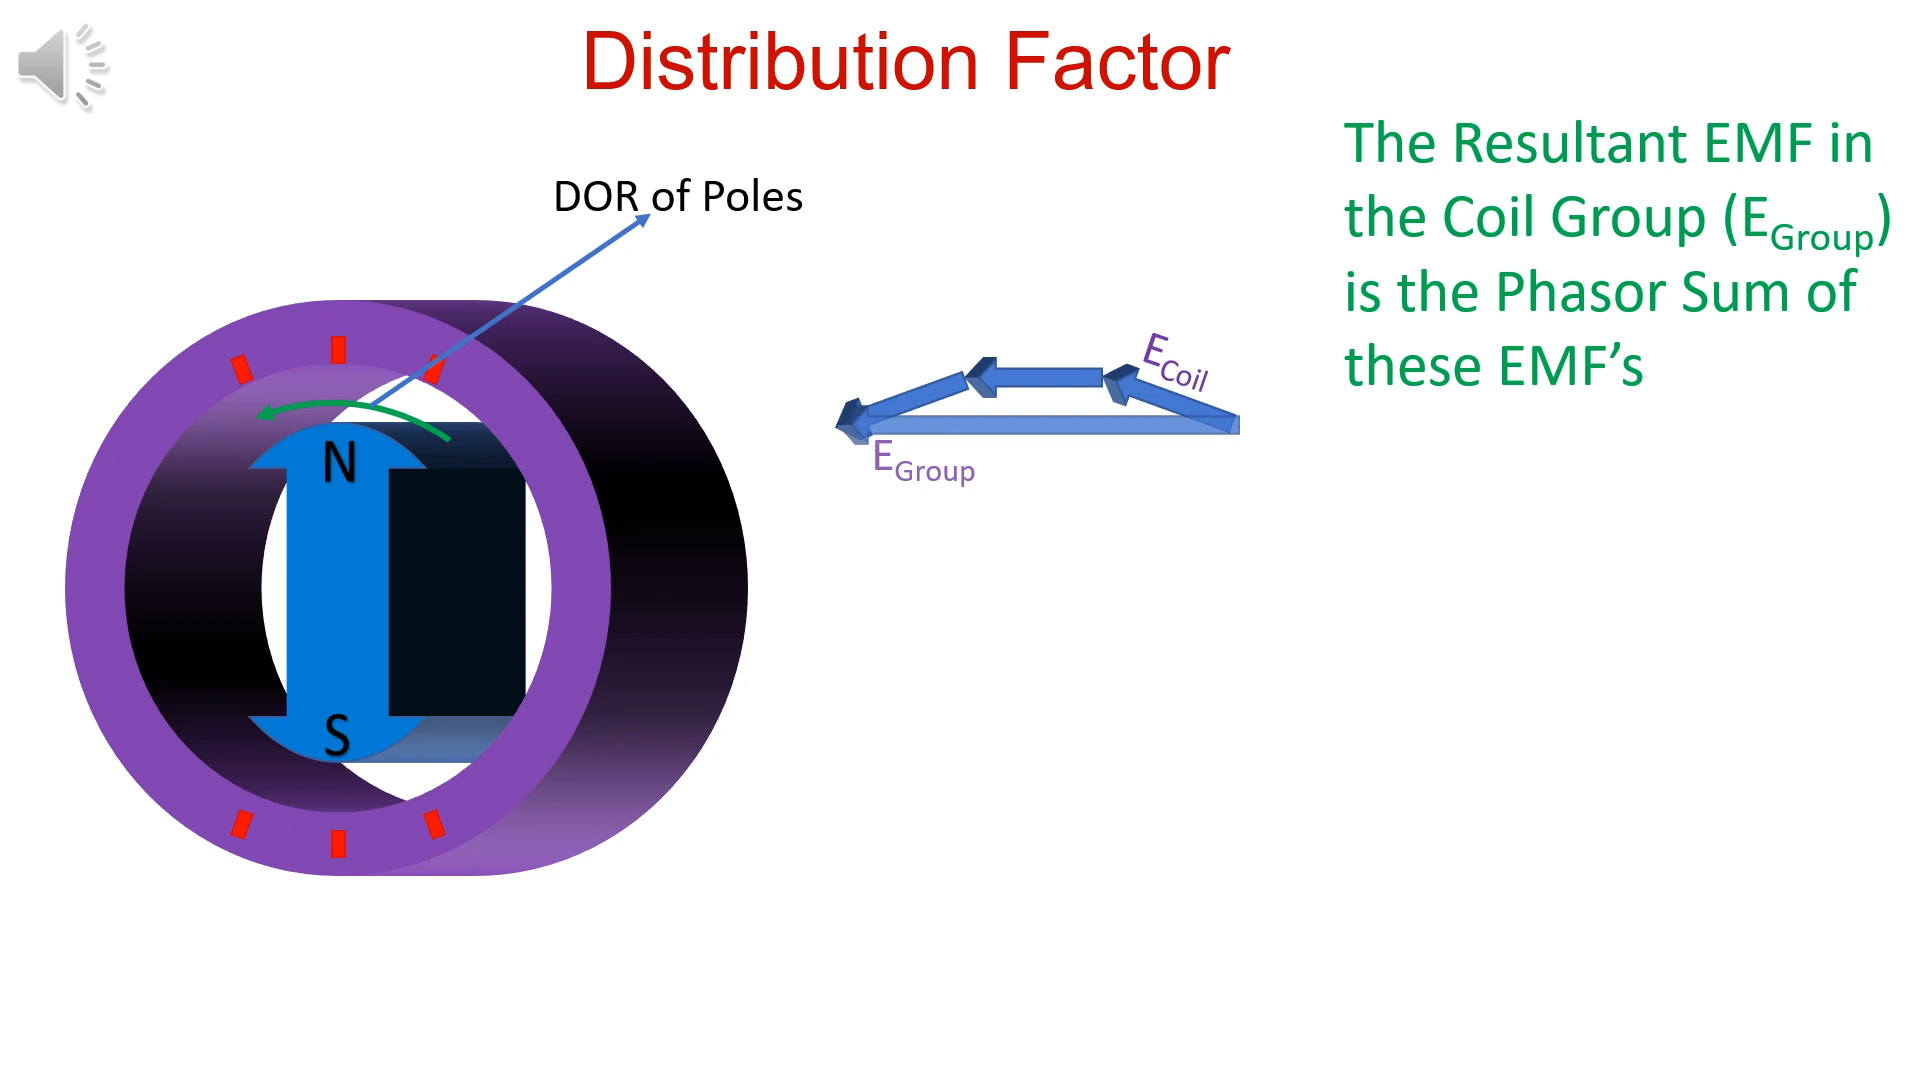 Distribution Factor
The Resultant EMF in
the Coil Group (E_Group)
is the Phasor Sum of
these EMF’s
DOR of Poles
E_Coil
E_Group
N
S